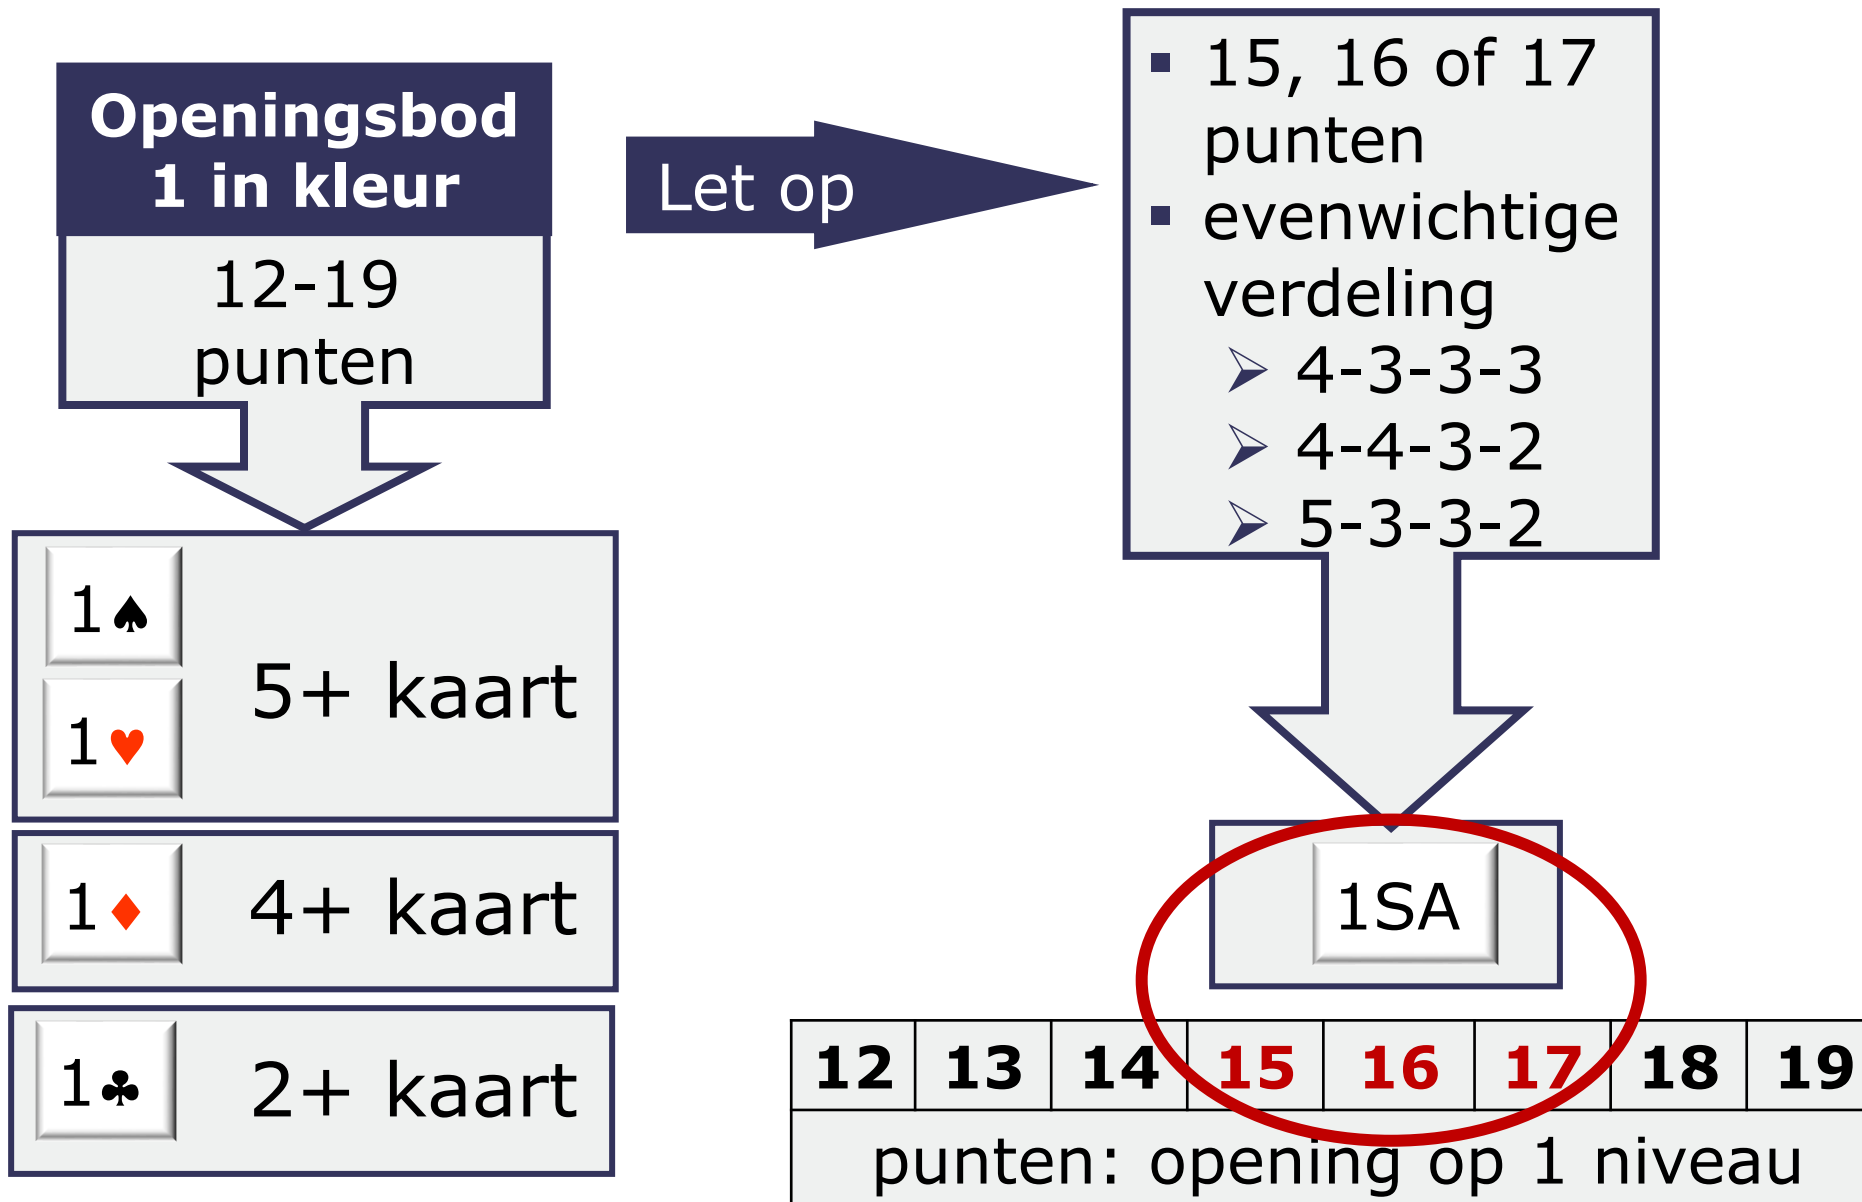 Openingsbod
1 in kleur
12-19
punten
1♠
1♥
5+ kaart
1♦
4+ kaart
1♣
2+ kaart
Let op
▪ 15, 16 of 17
punten
▪ evenwichtige
verdeling
➢ 4-3-3-3
➢ 4-4-3-2
➢ 5-3-3-2
1SA
12 13 14 15 16 17 18 19
punten: opening op 1 niveau